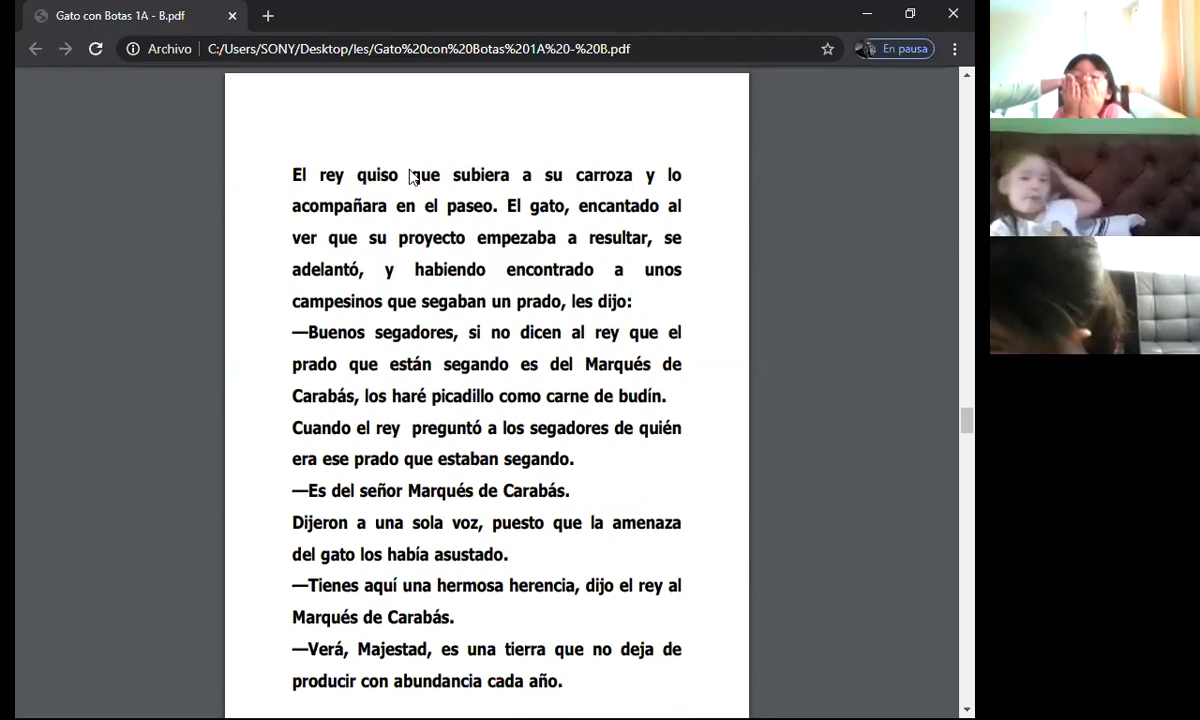 Gato con Botas 1A - B.pdf
Archivo
C:/Users/SONY/Desktop/les/Gato%20con%20Botas%201A%20-%20B.pdf
En pausa
El rey quiso que subiera a su carroza y lo
acompañara en el paseo. El gato, encantado al
ver que su proyecto empezaba a resultar, se
adelantó, y habiendo encontrado a unos
campesinos que segaban un prado, les dijo:
—Buenos segadores, si no dicen al rey que el
prado que están segando es del Marqués de
Carabás, los haré picadillo como carne de budín.
Cuando el rey preguntó a los segadores de quién
era ese prado que estaban segando.
—Es del señor Marqués de Carabás.
Dijeron a una sola voz, puesto que la amenaza
del gato los había asustado.
—Tienes aquí una hermosa herencia, dijo el rey al
Marqués de Carabás.
—Verá, Majestad, es una tierra que no deja de
producir con abundancia cada año.